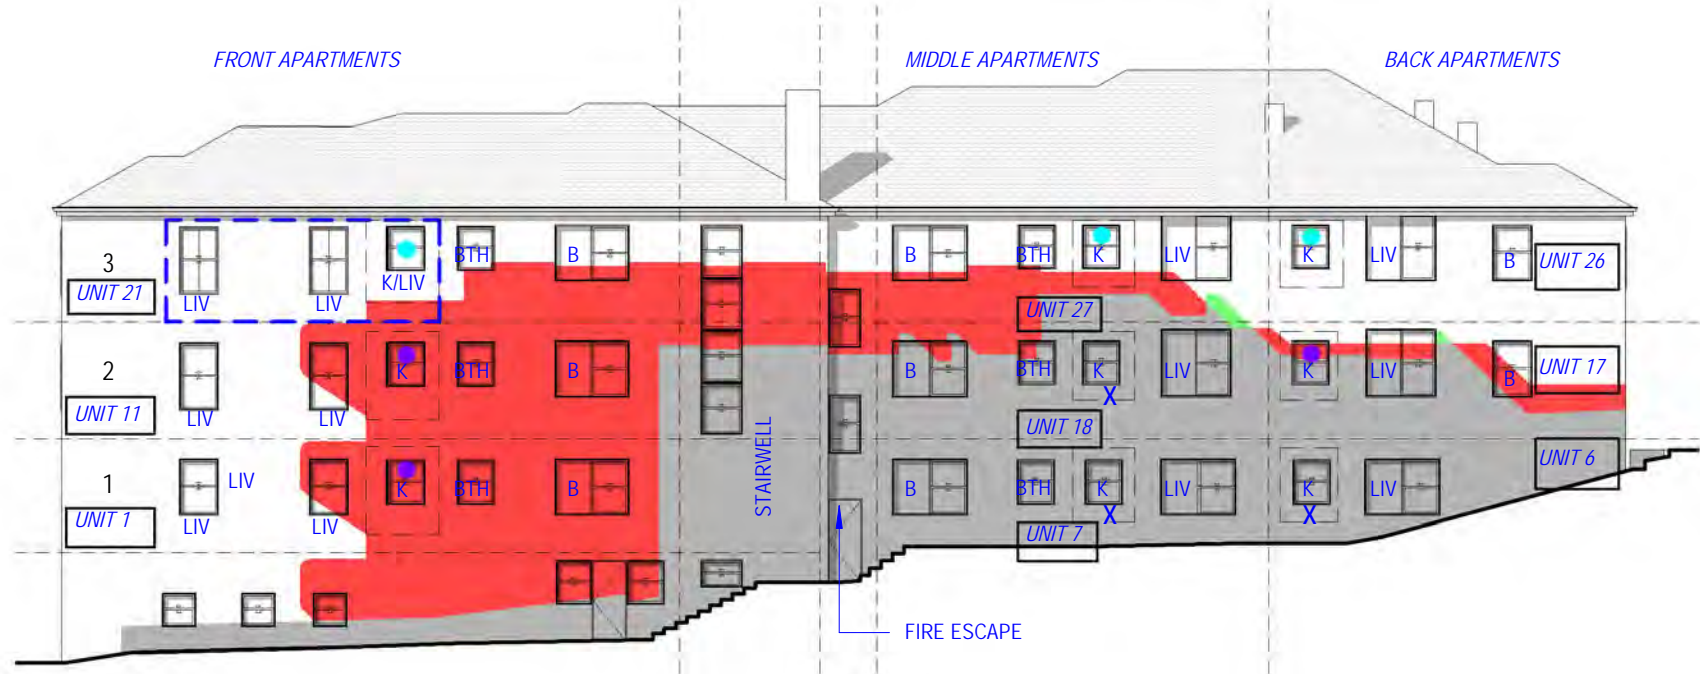 FRONT APARTMENTS
MIDDLE APARTMENTS
BACK APARTMENTS
3
UNIT 21
LIV
LIV
K/LIV
BTH
B
B
BTH
K
LIV
K
LIV
B
UNIT 26
UNIT 27
2
UNIT 11
LIV
LIV
K
BTH
B
B
BTH
K
X
LIV
K
LIV
B
UNIT 17
UNIT 18
1
UNIT 1
LIV
LIV
LIV
K
BTH
B
STAIRWELL
B
BTH
K
X
LIV
K
X
LIV
UNIT 6
UNIT 7
FIRE ESCAPE